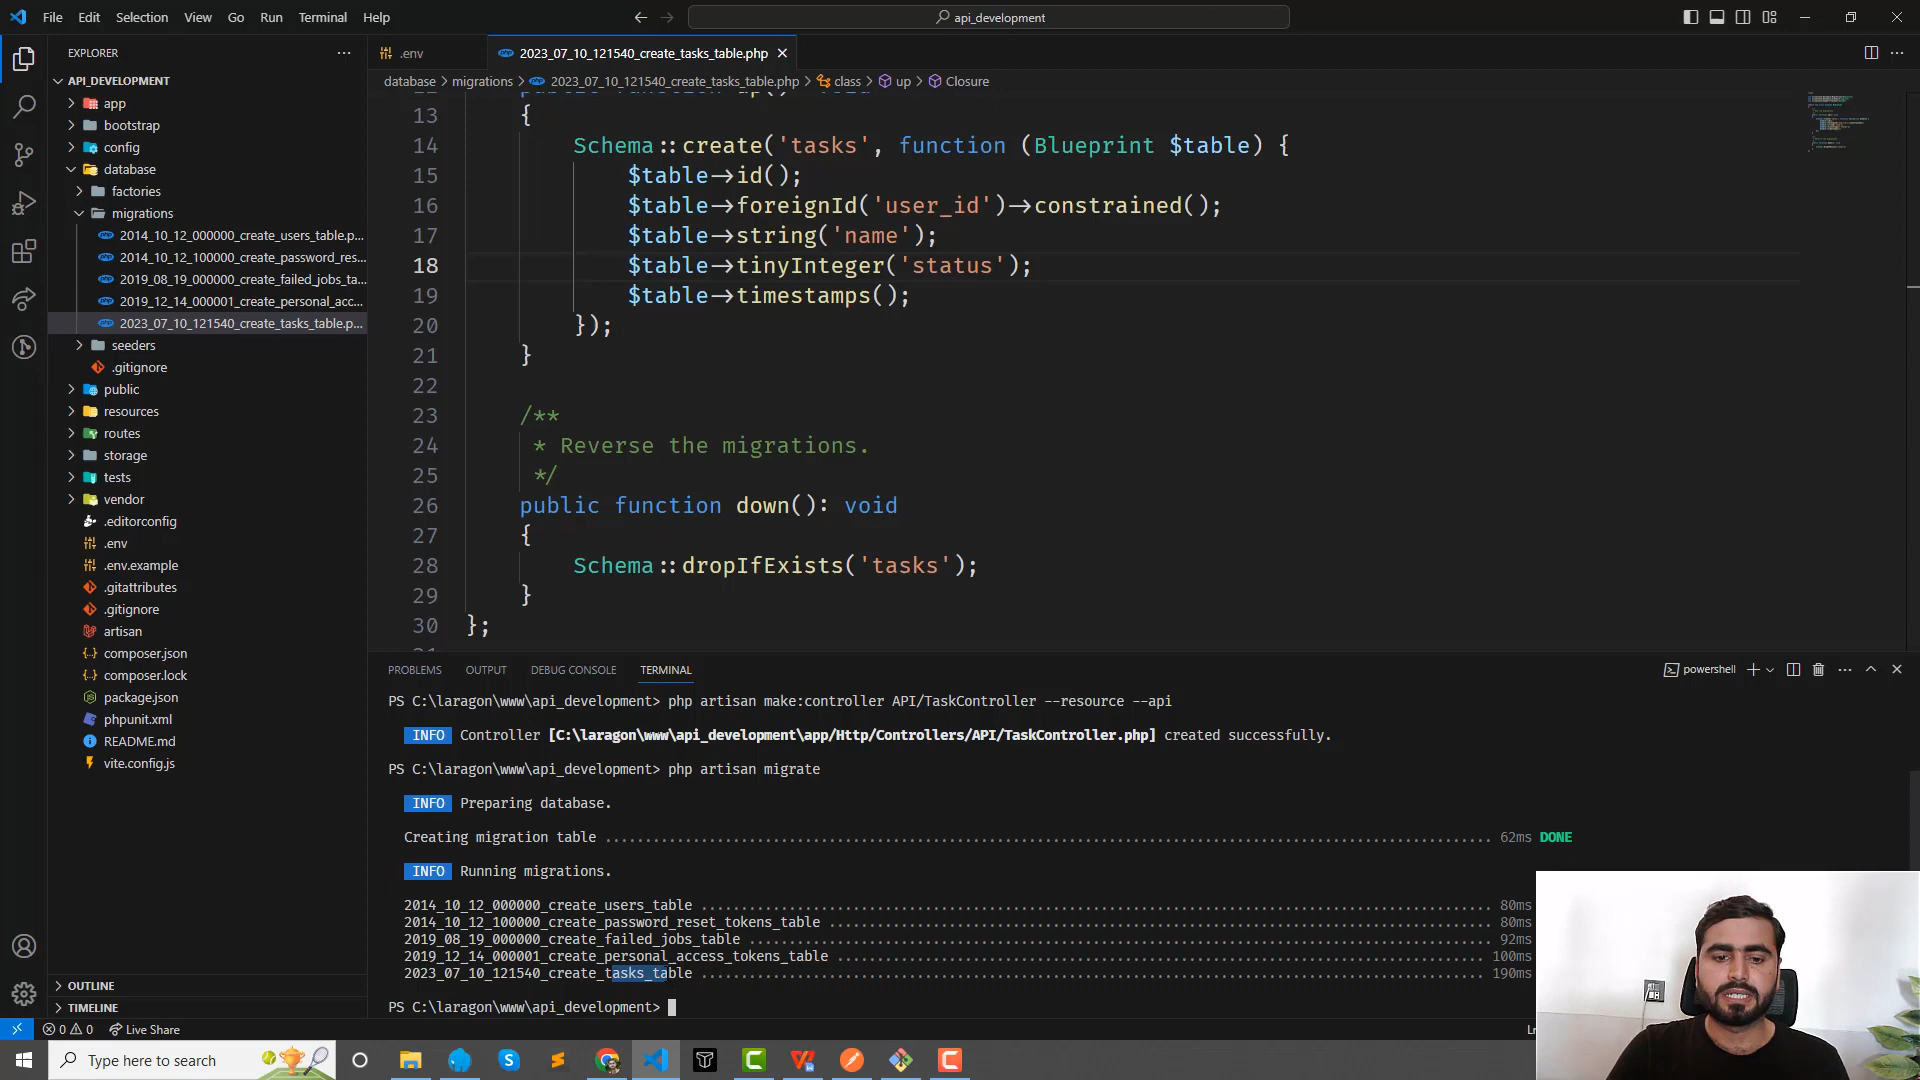 File Edit Selection View Go Run Terminal Help
api_development
EXPLORER
.env
2023_07_10_121540_create_tasks_table.php
database > migrations > 2023_07_10_121540_create_tasks_table.php > class > up > Closure
API_DEVELOPMENT
app
bootstrap
config
database
factories
migrations
2014_10_12_000000_create_users_table.p...
2014_10_12_100000_create_password_res...
2019_08_19_000000_create_failed_jobs_ta...
2019_12_14_000001_create_personal_acc...
2023_07_10_121540_create_tasks_table.p...
seeders
.gitignore
public
resources
routes
storage
tests
vendor
.editorconfig
.env
.env.example
.gitattributes
.gitignore
artisan
composer.json
composer.lock
package.json
phpunit.xml
README.md
vite.config.js
OUTLINE
TIMELINE
13 {
14 Schema::create('tasks', function (Blueprint $table) {
15 $table->id();
16 $table->foreignId('user_id')->constrained();
17 $table->string('name');
18 $table->tinyInteger('status');
19 $table->timestamps();
20 });
21 }
22
23 /**
24 * Reverse the migrations.
25 */
26 public function down(): void
27 {
28 Schema::dropIfExists('tasks');
29 }
30 };
PROBLEMS OUTPUT DEBUG CONSOLE TERMINAL
powershell
PS C:\laragon\www\api_development> php artisan make:controller API/TaskController --resource --api
INFO Controller [C:\laragon\www\api_development\app/Http/Controllers/API/TaskController.php] created successfully.
PS C:\laragon\www\api_development> php artisan migrate
INFO Preparing database.
Creating migration table ... 62ms DONE
INFO Running migrations.
2014_10_12_000000_create_users_table ... 80ms
2014_10_12_100000_create_password_reset_tokens_table ... 80ms
2019_08_19_000000_create_failed_jobs_table ... 92ms
2019_12_14_000001_create_personal_access_tokens_table ... 100ms
2023_07_10_121540_create_tasks_table ... 190ms
PS C:\laragon\www\api_development>
0 0 Live Share
Type here to search